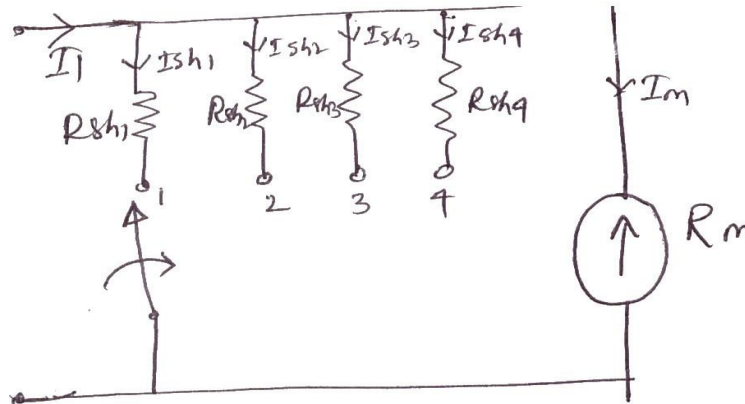 I1 Ish1 Ish2 Ish3 Ish4
Im
Rsh1 Rsh2 Rsh3 Rsh4
1 2 3 4
Rm